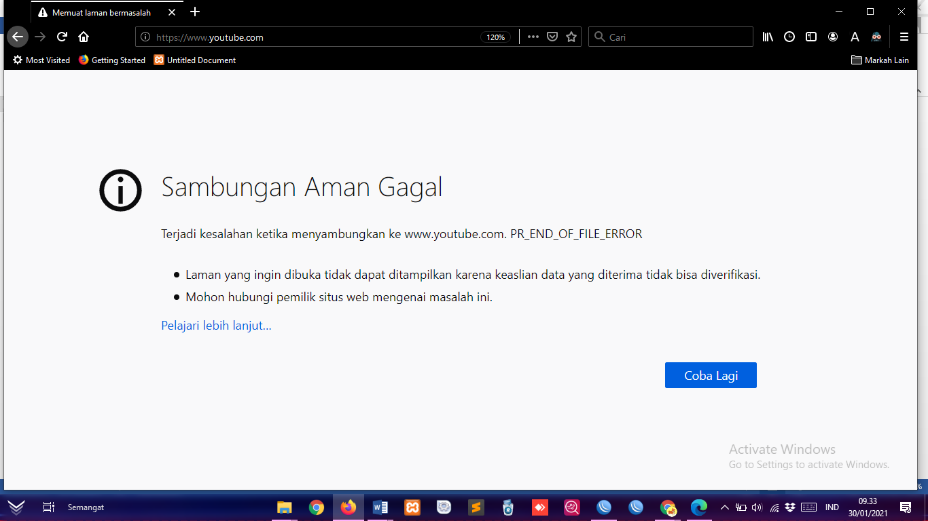 Memuat laman bermasalah
https://www.youtube.com
120%
Cari
Most Visited
Getting Started
Untitled Document
Markah Lain
Sambungan Aman Gagal
Terjadi kesalahan ketika menyambungkan ke www.youtube.com. PR_END_OF_FILE_ERROR
Laman yang ingin dibuka tidak dapat ditampilkan karena keaslian data yang diterima tidak bisa diverifikasi.
Mohon hubungi pemilik situs web mengenai masalah ini.
Pelajari lebih lanjut...
Coba Lagi
Activate Windows
Go to Settings to activate Windows.
Semangat
IND
09.33
30/01/2021